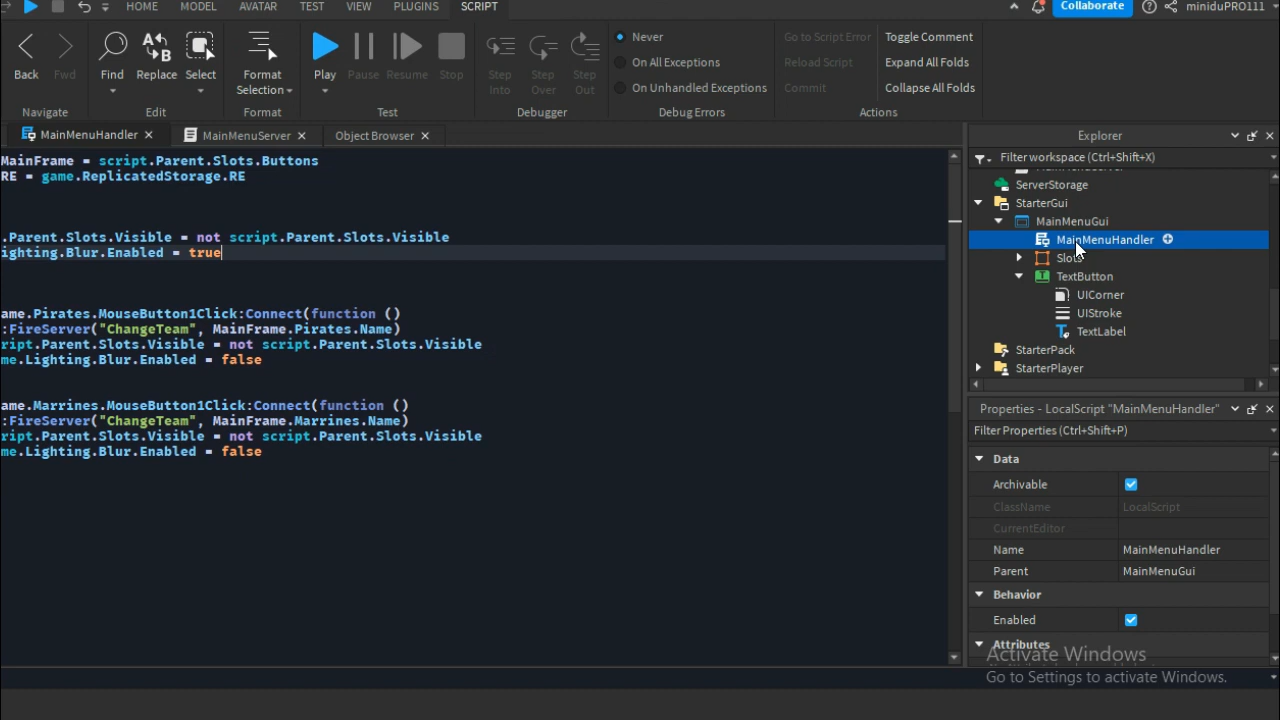 HOME MODEL AVATAR TEST VIEW PLUGINS SCRIPT
Collaborate
miniduPRO111
Back Fwd
Navigate
Find Replace Select
Edit
Format
Selection
Format
Play Pause Resume Stop
Test
Step Into
Step Over
Step Out
Debugger
Never
On All Exceptions
On Unhandled Exceptions
Debug Errors
Go to Script Error
Reload Script
Commit
Toggle Comment
Expand All Folds
Collapse All Folds
Actions
MainMenuHandler
MainMenuServer
Object Browser
MainFrame = script.Parent.Slots.Buttons
RE = game.ReplicatedStorage.RE
.Parent.Slots.Visible = not script.Parent.Slots.Visible
ighting.Blur.Enabled = true
ame.Pirates.MouseButton1Click:Connect(function ()
:FireServer("ChangeTeam", MainFrame.Pirates.Name)
ript.Parent.Slots.Visible = not script.Parent.Slots.Visible
me.Lighting.Blur.Enabled = false
ame.Marrines.MouseButton1Click:Connect(function ()
:FireServer("ChangeTeam", MainFrame.Marrines.Name)
ript.Parent.Slots.Visible = not script.Parent.Slots.Visible
me.Lighting.Blur.Enabled = false
Explorer
Filter workspace (Ctrl+Shift+X)
ServerStorage
StarterGui
MainMenuGui
MainMenuHandler
Slots
TextButton
UICorner
UIStroke
TextLabel
StarterPack
StarterPlayer
Properties - LocalScript "MainMenuHandler"
Filter Properties (Ctrl+Shift+P)
Data
Archivable
ClassName LocalScript
CurrentEditor
Name MainMenuHandler
Parent MainMenuGui
Behavior
Enabled
Attributes
Activate Windows
Go to Settings to activate Windows.